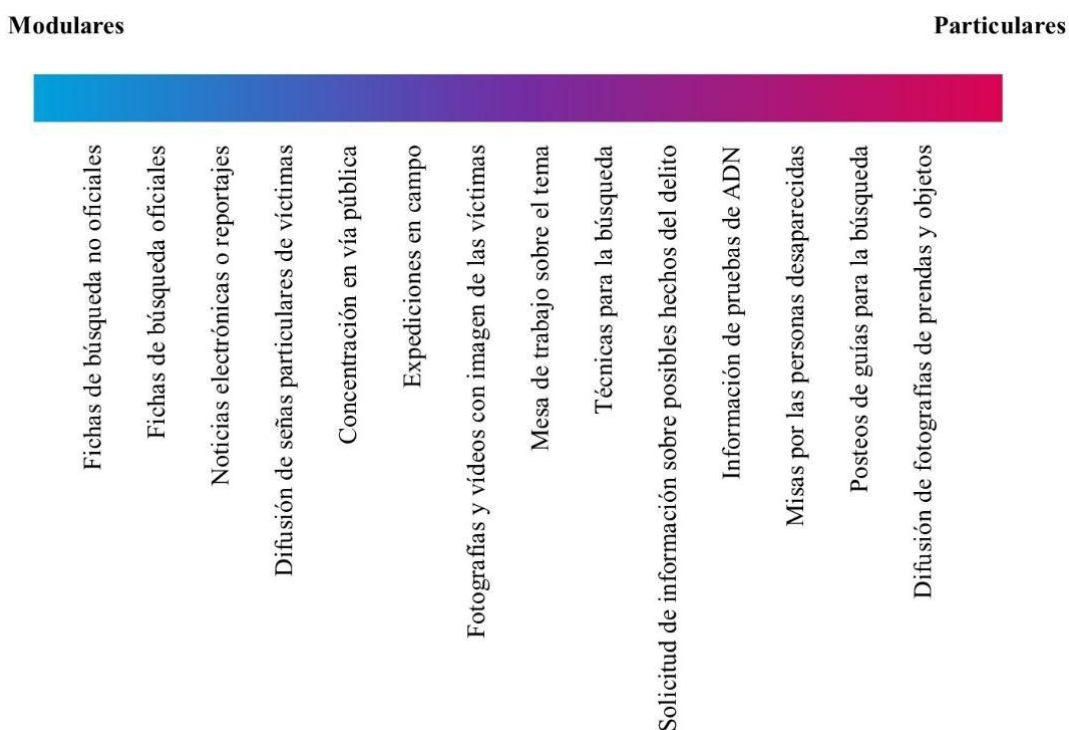 Modulares
Particulares
Fichas de búsqueda no oficiales
Fichas de búsqueda oficiales
Noticias electrónicas o reportajes
Difusión de señas particulares de víctimas
Concentración en vía pública
Expediciones en campo
Fotografías y vídeos con imagen de las víctimas
Mesa de trabajo sobre el tema
Técnicas para la búsqueda
Solicitud de información sobre posibles hechos del delito
Información de pruebas de ADN
Misas por las personas desaparecidas
Posteos de guías para la búsqueda
Difusión de fotografías de prendas y objetos